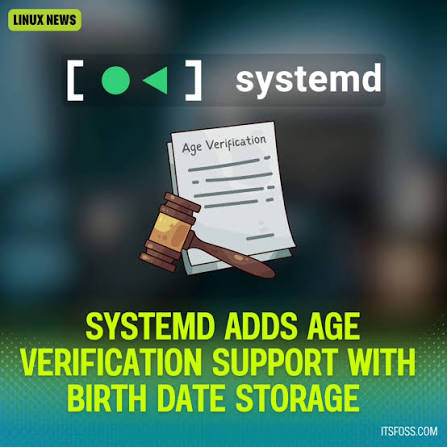 LINUX NEWS
[ ● ◀ ] systemd
Age Verification
SYSTEMD ADDS AGE
VERIFICATION SUPPORT WITH
BIRTH DATE STORAGE
ITSFOSS.COM